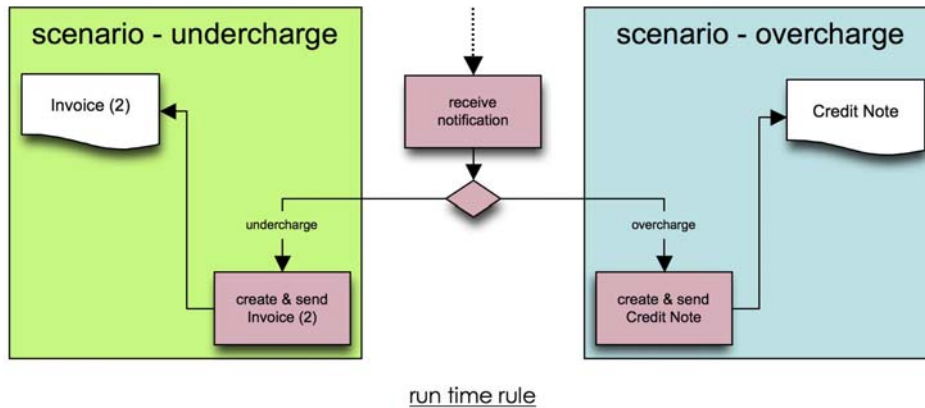 scenario - undercharge
scenario - overcharge
Invoice (2)
receive
notification
Credit Note
undercharge
overcharge
create & send
Invoice (2)
create & send
Credit Note
run time rule